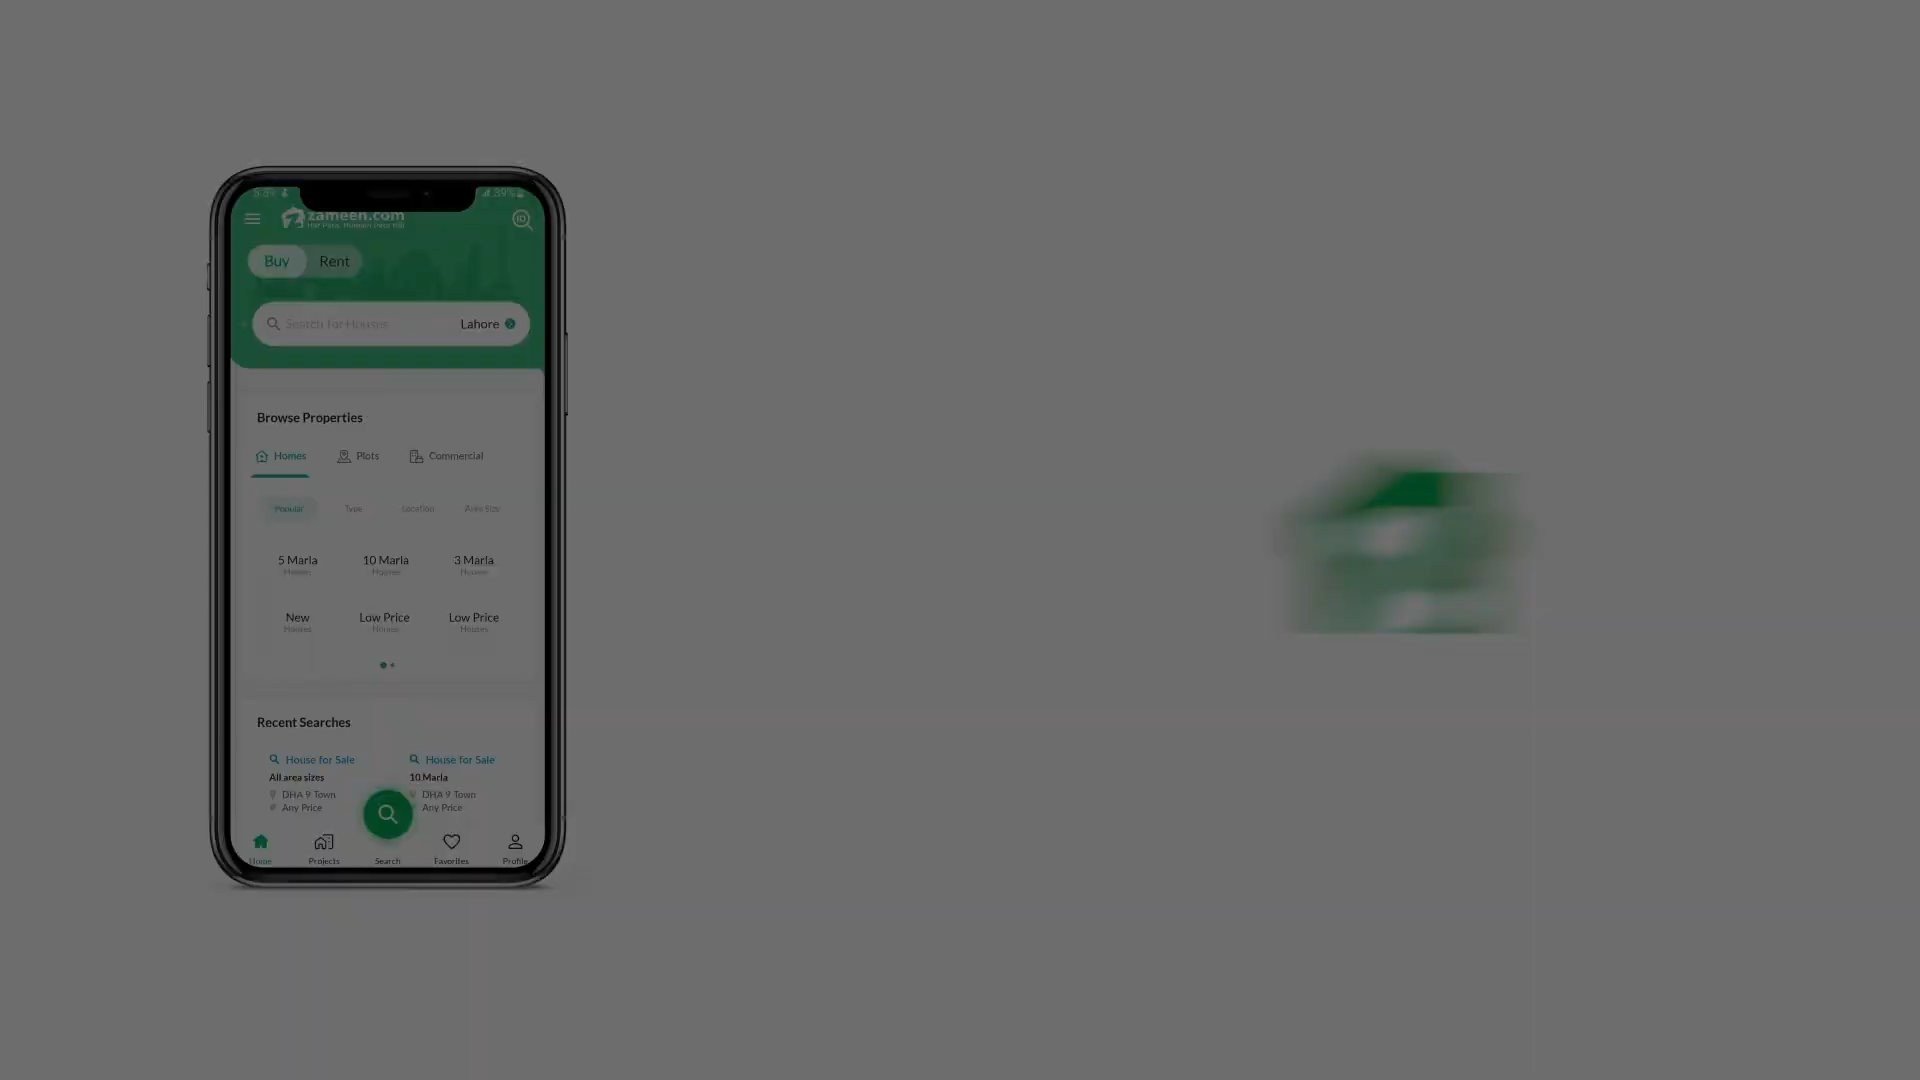 39%
zameen.com
Buy Rent
Search for Houses Lahore
Browse Properties
Homes Plots Commercial
Popular Type Location Area Size
5 Marla 10 Marla 3 Marla
Houses Houses Houses
New Low Price Low Price
Houses Homes Houses
Recent Searches
House for Sale House for Sale
All area sizes 10 Marla
DHA 9 Town DHA 9 Town
Any Price Any Price
Home Projects Search Favorites Profile